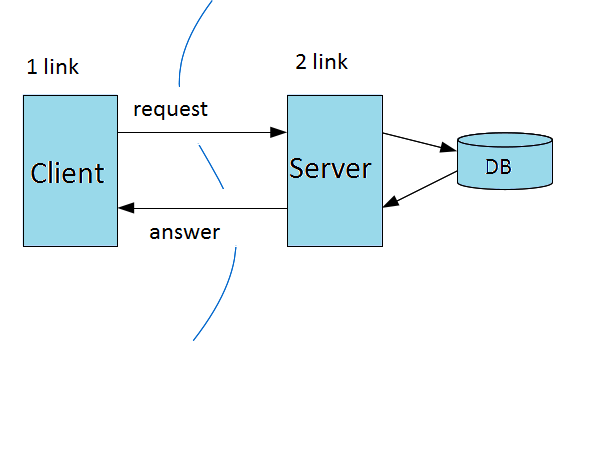 1 link
2 link
request
Client
Server
DB
answer